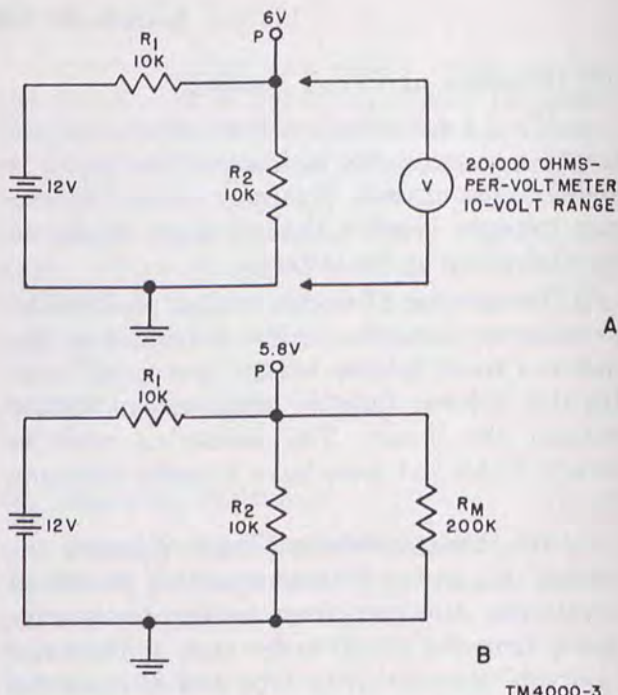 6V
P
R1
10K
12V
R2
10K
V
20,000 OHMS-
PER-VOLT METER
10-VOLT RANGE
A
5.8V
P
R1
10K
12V
R2
10K
RM
200K
B
TM4000-3